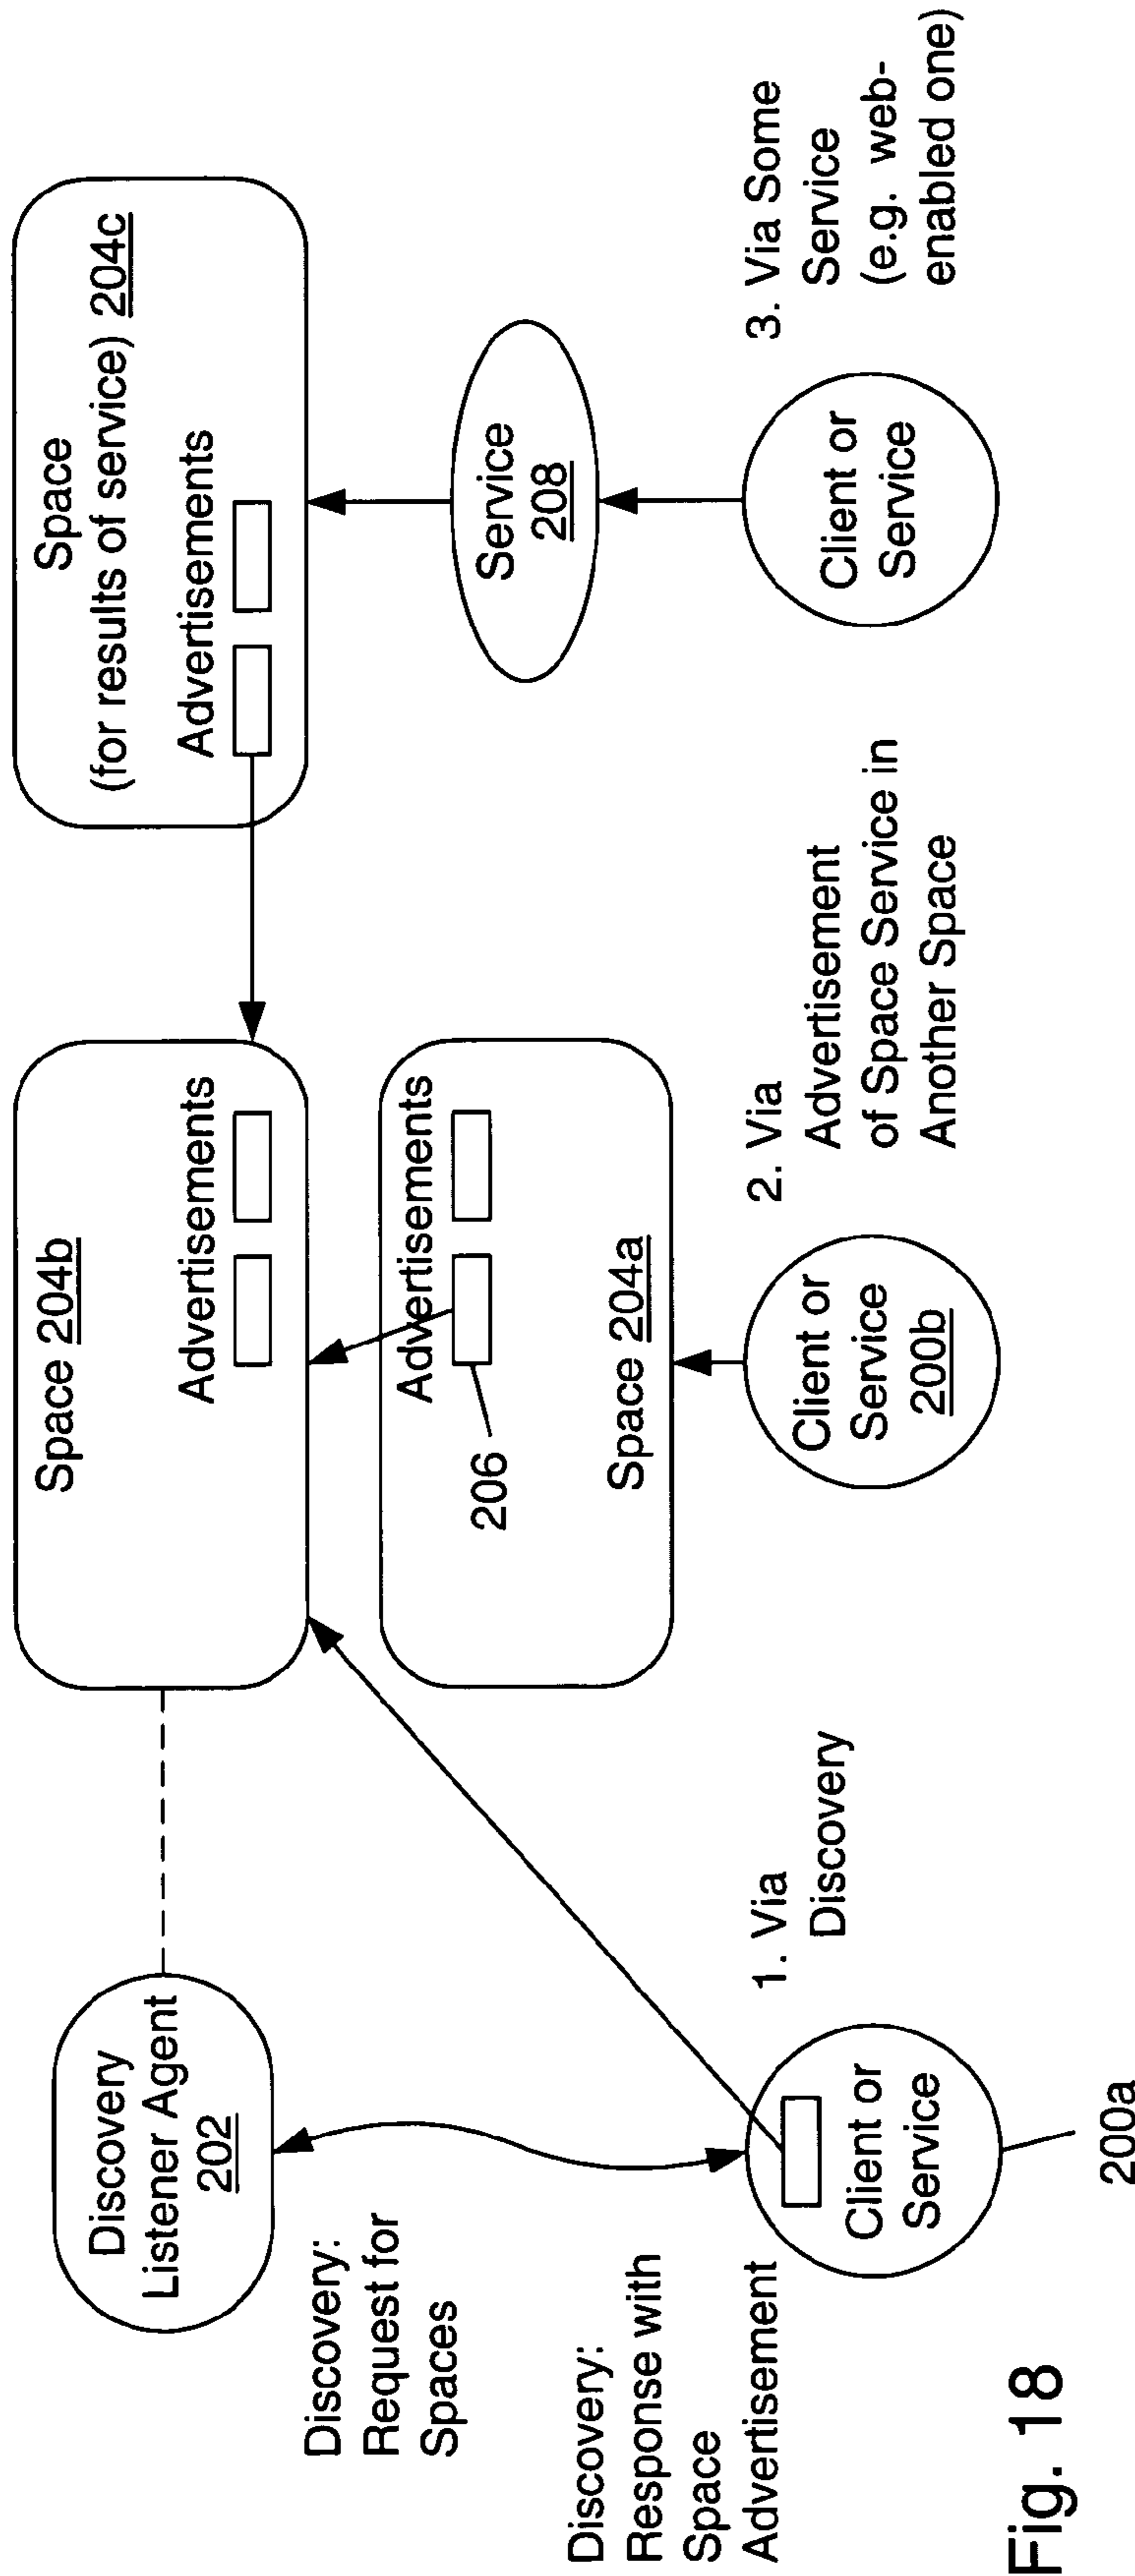 Discovery
Listener Agent
202
Discovery:
Request for
Spaces
Discovery:
Response with
Space
Advertisement
Client or
Service
200a
1. Via
Discovery
Space 204b
Advertisements
Advertisements
206
Space 204a
Client or
Service
200b
2. Via
Advertisement
of Space Service in
Another Space
Space
(for results of service) 204c
Advertisements
Service
208
Client or
Service
3. Via Some
Service
(e.g. web-
enabled one)
Fig. 18